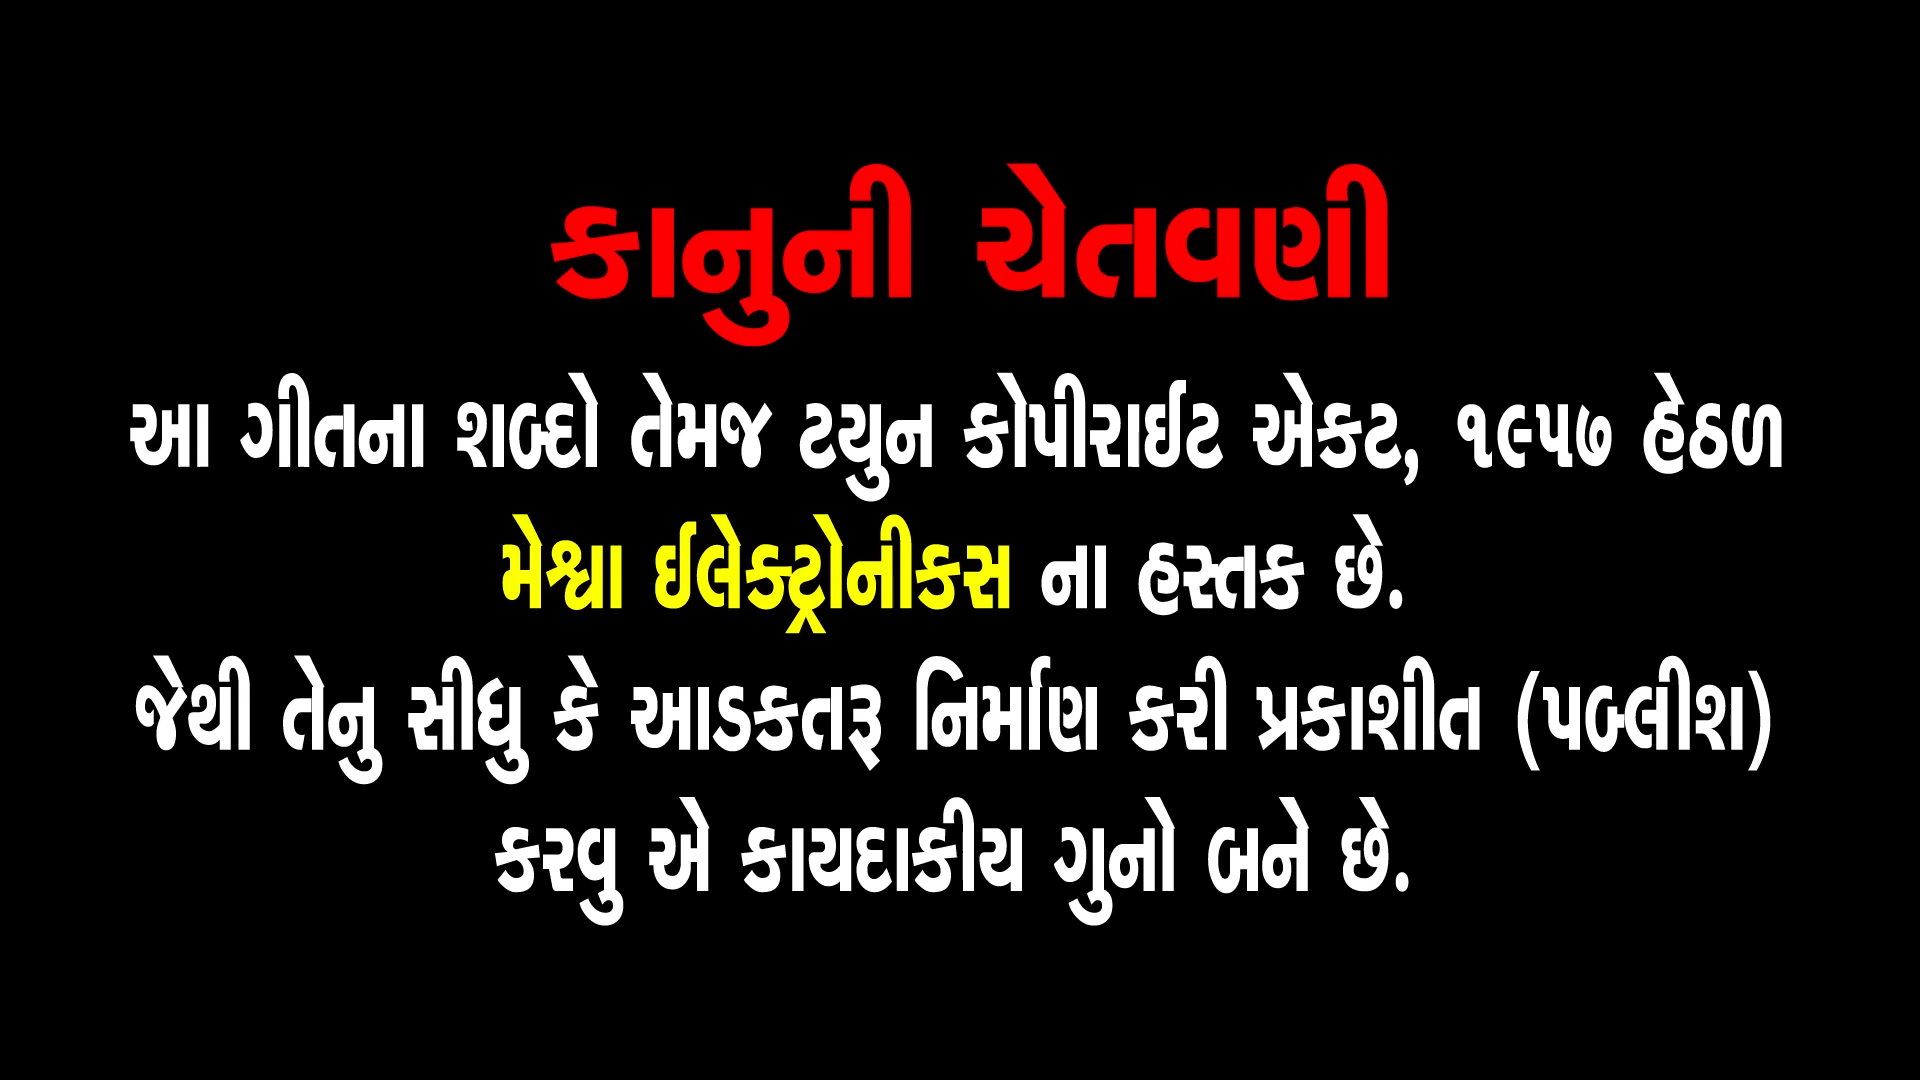 કાનુની ચેતવણી
આ ગીતના શબ્દો તેમજ ટયુન કોપીરાઈટ એકટ, ૧૯૫૭ હેઠળ
મેશ્વા ઈલેક્ટ્રોનીકસ ના હસ્તક છે.
જેથી તેનુ સીધુ કે આડકતરૂ નિર્માણ કરી પ્રકાશીત (પબ્લીશ)
કરવુ એ કાયદાકીય ગુનો બને છે.